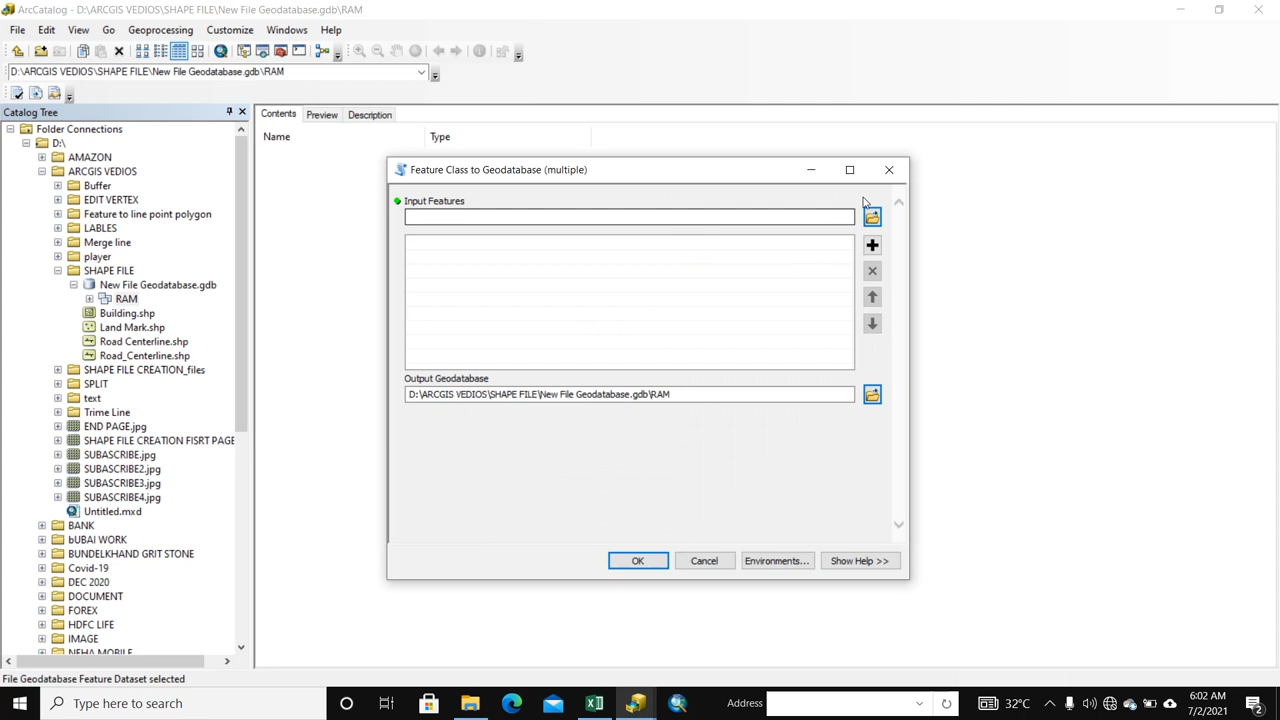 ArcCatalog - D:\ARCGIS VEDIOS\SHAPE FILE\New File Geodatabase.gdb\RAM
File Edit View Go Geoprocessing Customize Windows Help
D:\ARCGIS VEDIOS\SHAPE FILE\New File Geodatabase.gdb\RAM
Catalog Tree
Contents Preview Description
Folder Connections
Name Type
D:\
AMAZON
ARCGIS VEDIOS
Buffer
EDIT VERTEX
Feature to line point polygon
LABLES
Merge line
player
SHAPE FILE
New File Geodatabase.gdb
RAM
Building.shp
Land Mark.shp
Road Centerline.shp
Road_Centerline.shp
SHAPE FILE CREATION_files
SPLIT
text
Trime Line
END PAGE.jpg
SHAPE FILE CREATION FISRT PAGE
SUBASCRIBE.jpg
SUBASCRIBE2.jpg
SUBASCRIBE3.jpg
SUBASCRIBE4.jpg
Untitled.mxd
BANK
bUBAI WORK
BUNDELKHAND GRIT STONE
Covid-19
DEC 2020
DOCUMENT
FOREX
HDFC LIFE
IMAGE
NEHA MOBILE
Feature Class to Geodatabase (multiple)
Input Features
Output Geodatabase
D:\ARCGIS VEDIOS\SHAPE FILE\New File Geodatabase.gdb\RAM
OK Cancel Environments... Show Help >>
File Geodatabase Feature Dataset selected
Type here to search
Address
32°C
6:02 AM
7/2/2021
2